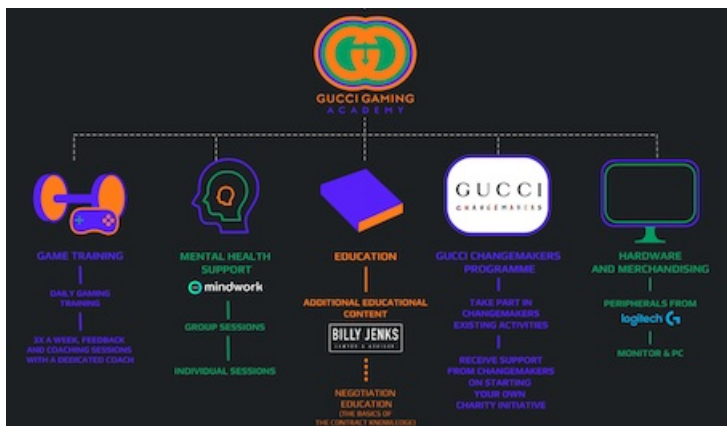 GUCCI GAMING
ACADEMY
GAME TRAINING
DAILY GAMING
TRAINING
3X A WEEK, FEEDBACK
AND COACHING SESSIONS
WITH A DEDICATED COACH
MENTAL HEALTH
SUPPORT
mindwork
GROUP SESSIONS
INDIVIDUAL SESSIONS
EDUCATION
ADDITIONAL EDUCATIONAL
CONTENT
BILLY JENKS
LAWYER & ADVISOR
NEGOTIATION
EDUCATION
(THE BASICS OF
THE CONTRACT KNOWLEDGE)
GUCCI
CHANGEMAKERS
GUCCI CHANGEMAKERS
PROGRAMME
TAKE PART IN
CHANGEMAKERS
EXISTING ACTIVITIES
RECEIVE SUPPORT
FROM CHANGEMAKERS
ON STARTING
YOUR OWN
CHARITY INITIATIVE
HARDWARE
AND MERCHANDISING
PERIPHERALS FROM
logitech G
MONITOR & PC